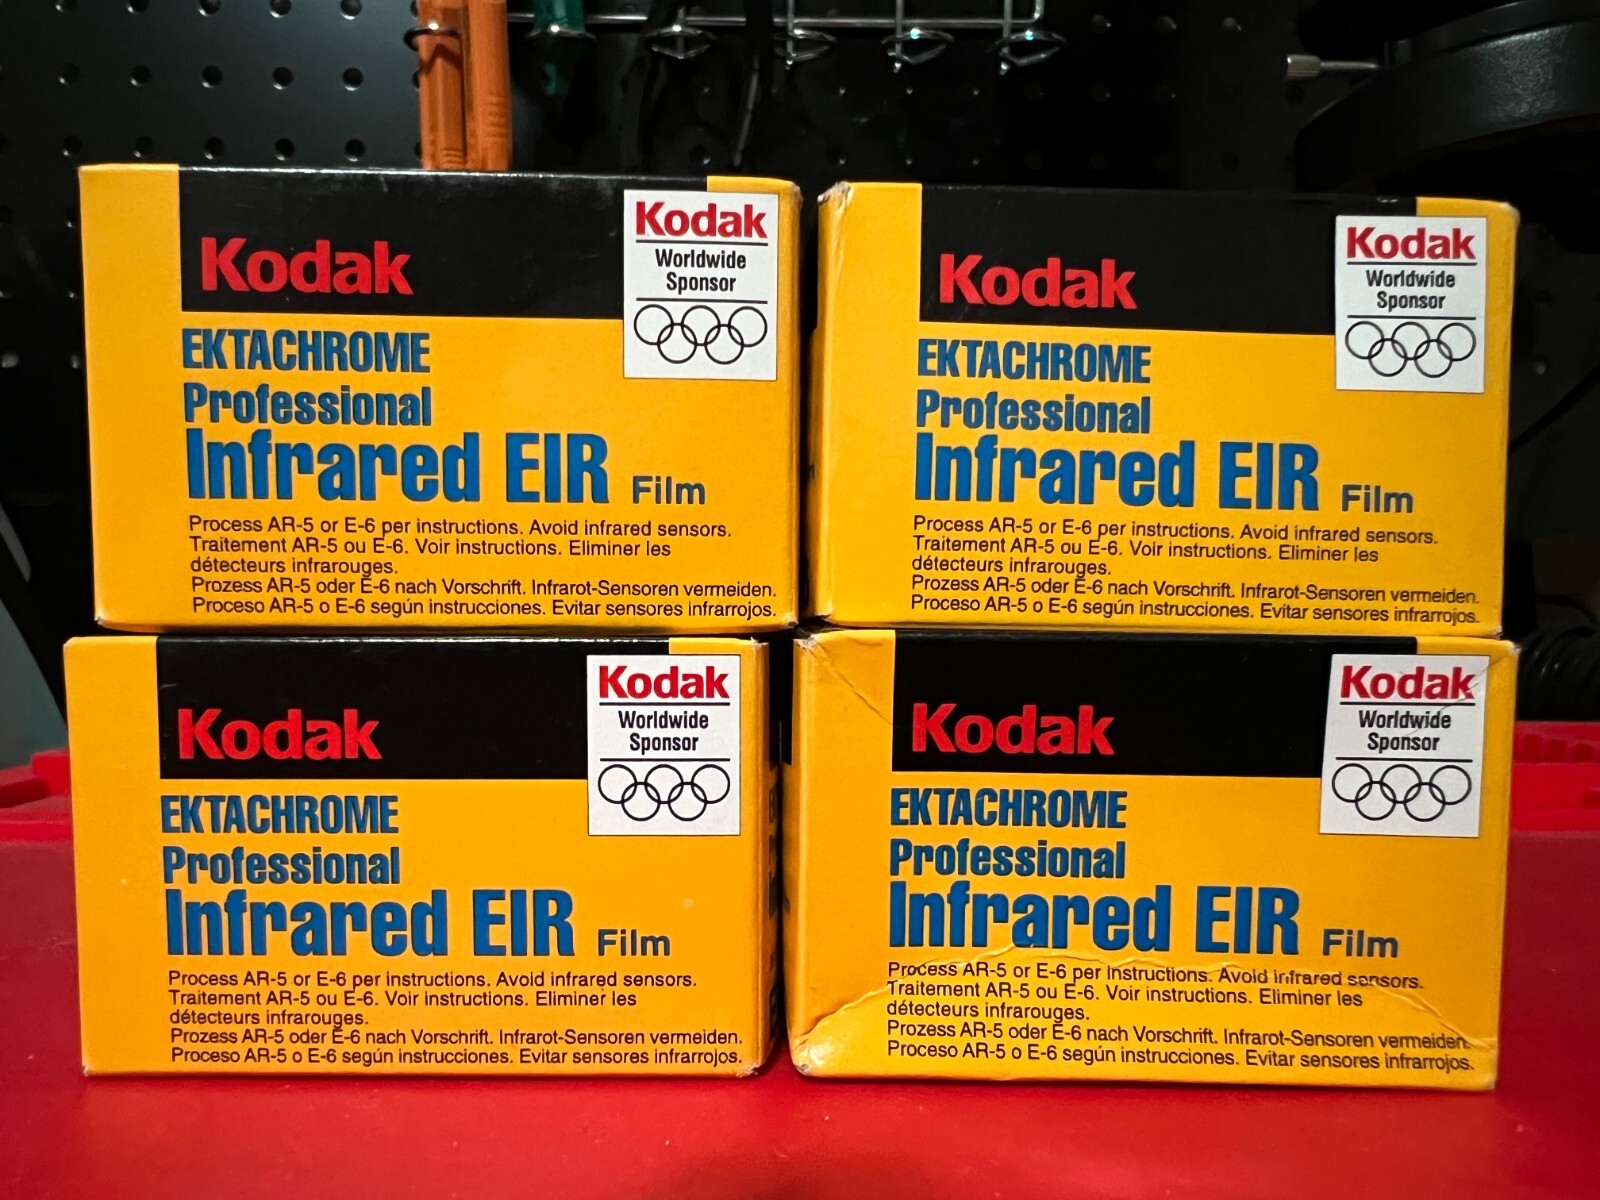 Kodak
Kodak
Worldwide
Sponsor
EKTACHROME
Professional
Infrared EIR Film
Process AR-5 or E-6 per instructions. Avoid infrared sensors.
Traitement AR-5 ou E-6. Voir instructions. Eliminer les
détecteurs infrarouges.
Prozess AR-5 oder E-6 nach Vorschrift. Infrarot-Sensoren vermeiden.
Proceso AR-5 o E-6 según instrucciones. Evitar sensores infrarrojos.
Kodak
Kodak
Worldwide
Sponsor
EKTACHROME
Professional
Infrared EIR Film
Process AR-5 or E-6 per instructions. Avoid infrared sensors.
Traitement AR-5 ou E-6. Voir instructions. Eliminer les
détecteurs infrarouges.
Prozess AR-5 oder E-6 nach Vorschrift. Infrarot-Sensoren vermeiden.
Proceso AR-5 o E-6 según instrucciones. Evitar sensores infrarrojos.
Kodak
Kodak
Worldwide
Sponsor
EKTACHROME
Professional
Infrared EIR Film
Process AR-5 or E-6 per instructions. Avoid infrared sensors.
Traitement AR-5 ou E-6. Voir instructions. Eliminer les
détecteurs infrarouges.
Prozess AR-5 oder E-6 nach Vorschrift. Infrarot-Sensoren vermeiden.
Proceso AR-5 o E-6 según instrucciones. Evitar sensores infrarrojos.
Kodak
Kodak
Worldwide
Sponsor
EKTACHROME
Professional
Infrared EIR Film
Process AR-5 or E-6 per instructions. Avoid infrared sensors.
Traitement AR-5 ou E-6. Voir instructions. Eliminer les
détecteurs infrarouges.
Prozess AR-5 oder E-6 nach Vorschrift. Infrarot-Sensoren vermeiden.
Proceso AR-5 o E-6 según instrucciones. Evitar sensores infrarrojos.